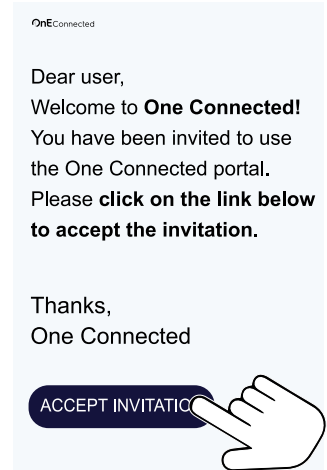 OnEConnected
Dear user,
Welcome to One Connected!
You have been invited to use
the One Connected portal.
Please click on the link below
to accept the invitation.
Thanks,
One Connected
ACCEPT INVITATIO